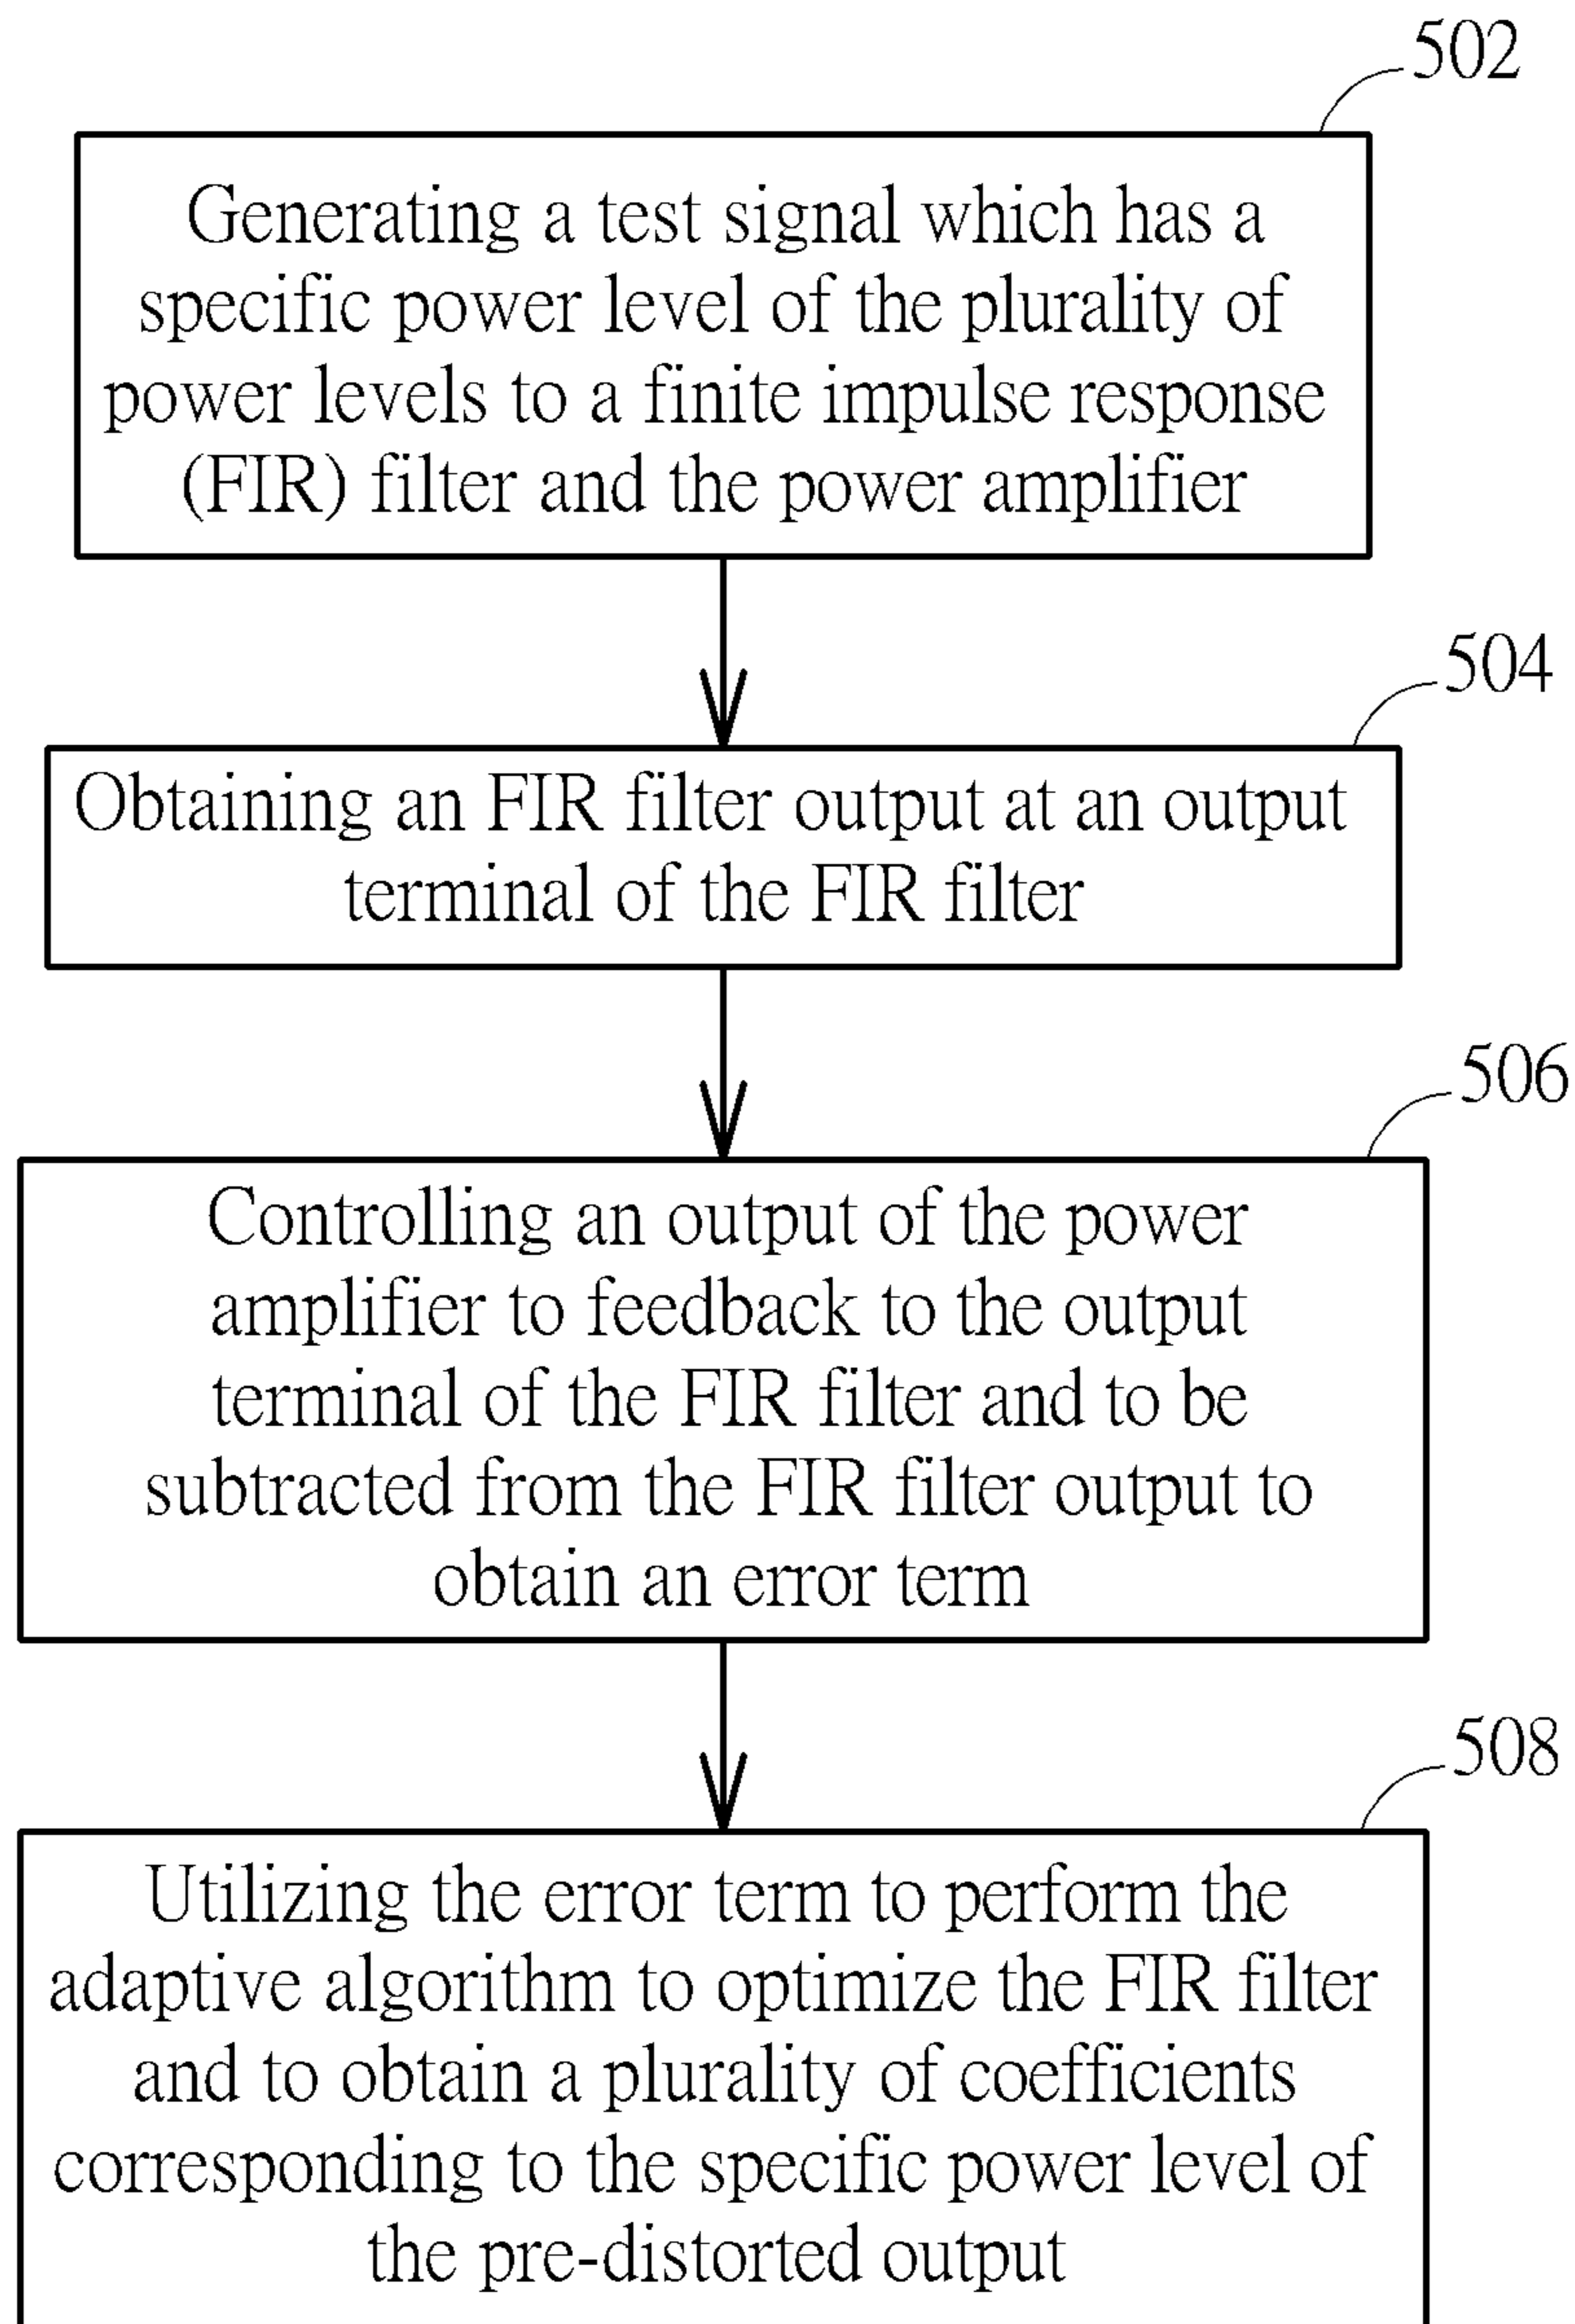 502
Generating a test signal which has a
specific power level of the plurality of
power levels to a finite impulse response
(FIR) filter and the power amplifier
504
Obtaining an FIR filter output at an output
terminal of the FIR filter
506
Controlling an output of the power
amplifier to feedback to the output
terminal of the FIR filter and to be
subtracted from the FIR filter output to
obtain an error term
508
Utilizing the error term to perform the
adaptive algorithm to optimize the FIR filter
and to obtain a plurality of coefficients
corresponding to the specific power level of
the pre-distorted output